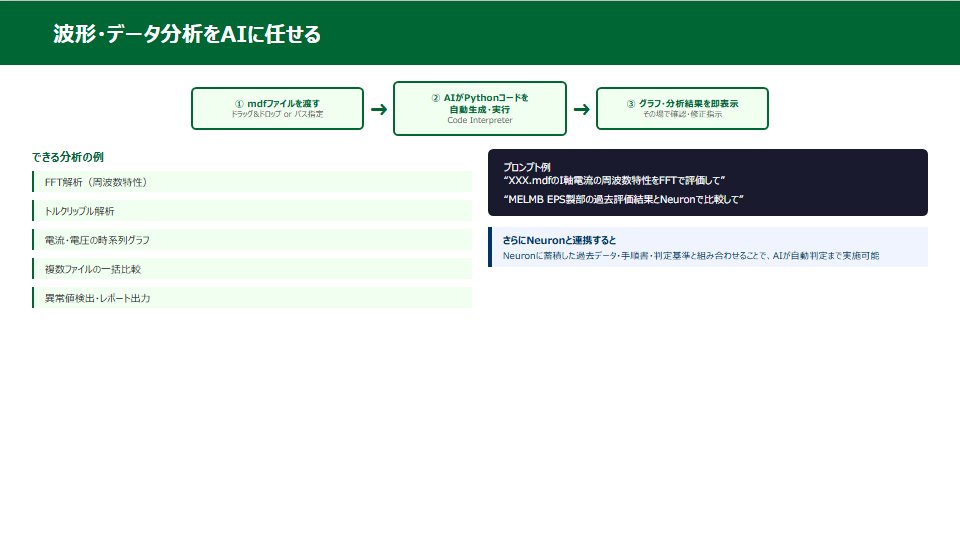 波形･データ分析をAIに任せる
① mdfファイルを渡す
ドラッグ&ドロップ or パス指定
→
② AIがPythonコードを
自動生成･実行
Code Interpreter
→
③ グラフ･分析結果を即表示
その場で確認･修正指示
できる分析の例
FFT解析（周波数特性）
トルクリップル解析
電流･電圧の時系列グラフ
複数ファイルの一括比較
異常値検出･レポート出力
プロンプト例
“XXX.mdfのI軸電流の周波数特性をFFTで評価して”
“MELMB EPS製部の過去評価結果とNeuronで比較して”
さらにNeuronと連携すると
Neuronに蓄積した過去データ･手順書･判定基準と組み合わせることで、AIが自動判定まで実施可能